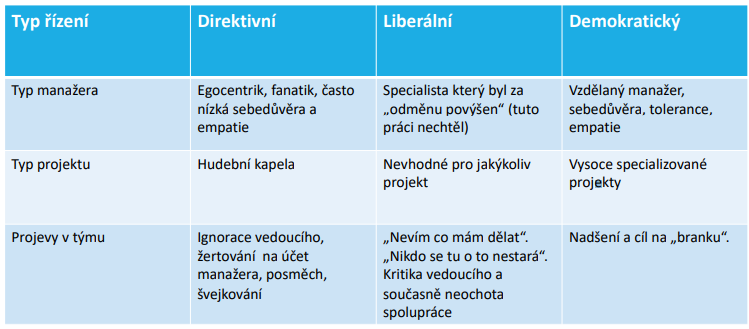 Typ řízení
Direktivní
Liberální
Demokratický
Typ manažera
Egocentrik, fanatik, často
nízká sebedůvěra a
empatie
Specialista který byl za
„odměnu povýšen“ (tuto
práci nechtěl)
Vzdělaný manažer,
sebedůvěra, tolerance,
empatie
Typ projektu
Hudební kapela
Nevhodné pro jakýkoliv
projekt
Vysoce specializované
projekty
Projevy v týmu
Ignorace vedoucího,
žertování  na účet
manažera, posměch,
švejkování
„Nevím co mám dělat“.
„Nikdo se tu o to nestará“.
Kritika vedoucího a
současně neochota
spolupráce
Nadšení a cíl na „branku“.